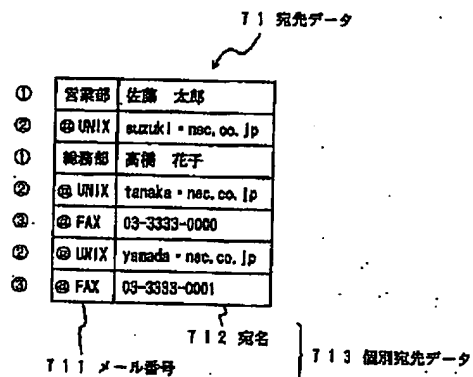 71 宛先データ
① 営業部 佐藤 太郎
② @UNIX suzuki・nec.co.jp
① 総務部 高橋 花子
② @UNIX tanaka・nec.co.jp
③ @FAX 03-3333-0000
② @UNIX yamada・nec.co.jp
③ @FAX 03-3333-0001
712 宛名
711 メール番号
713 個別宛先データ